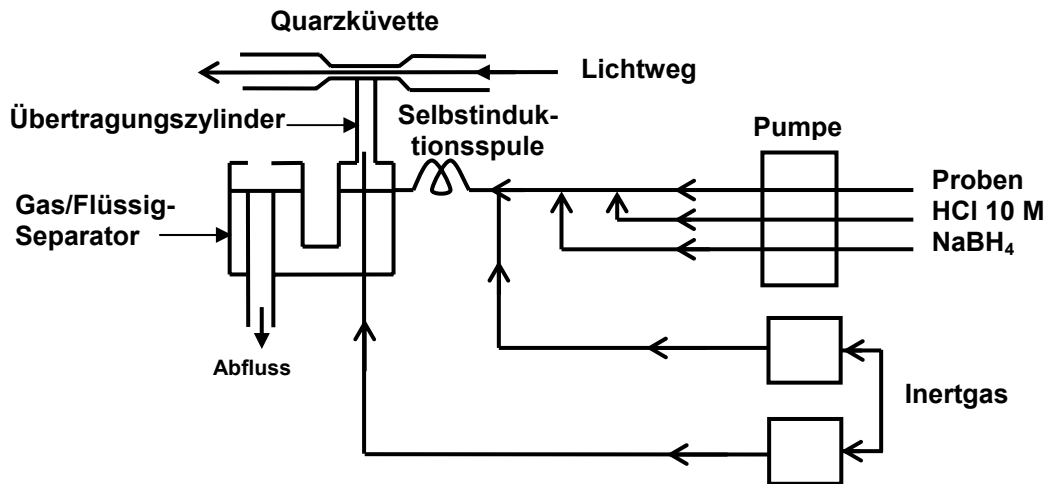 Quarzküvette
Lichtweg
Übertragungszylinder
Selbstinduk-
tionsspule
Pumpe
Proben
HCl 10 M
NaBH₄
Gas/Flüssig-
Separator
Abfluss
Inertgas